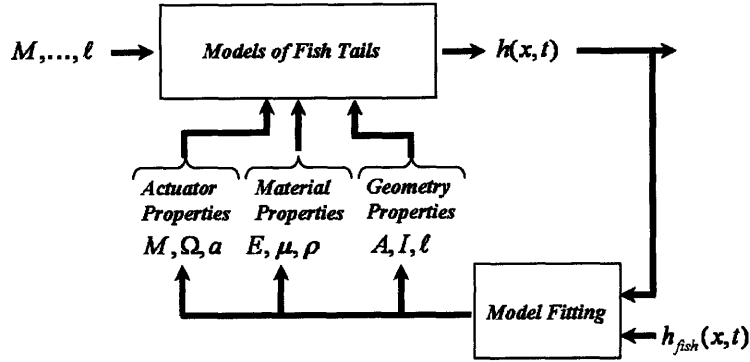 M,...,ℓ
Models of Fish Tails
h(x,t)
Actuator
Properties
M,Ω,a
Material
Properties
E,μ,ρ
Geometry
Properties
A,I,ℓ
Model Fitting
h_fish(x,t)